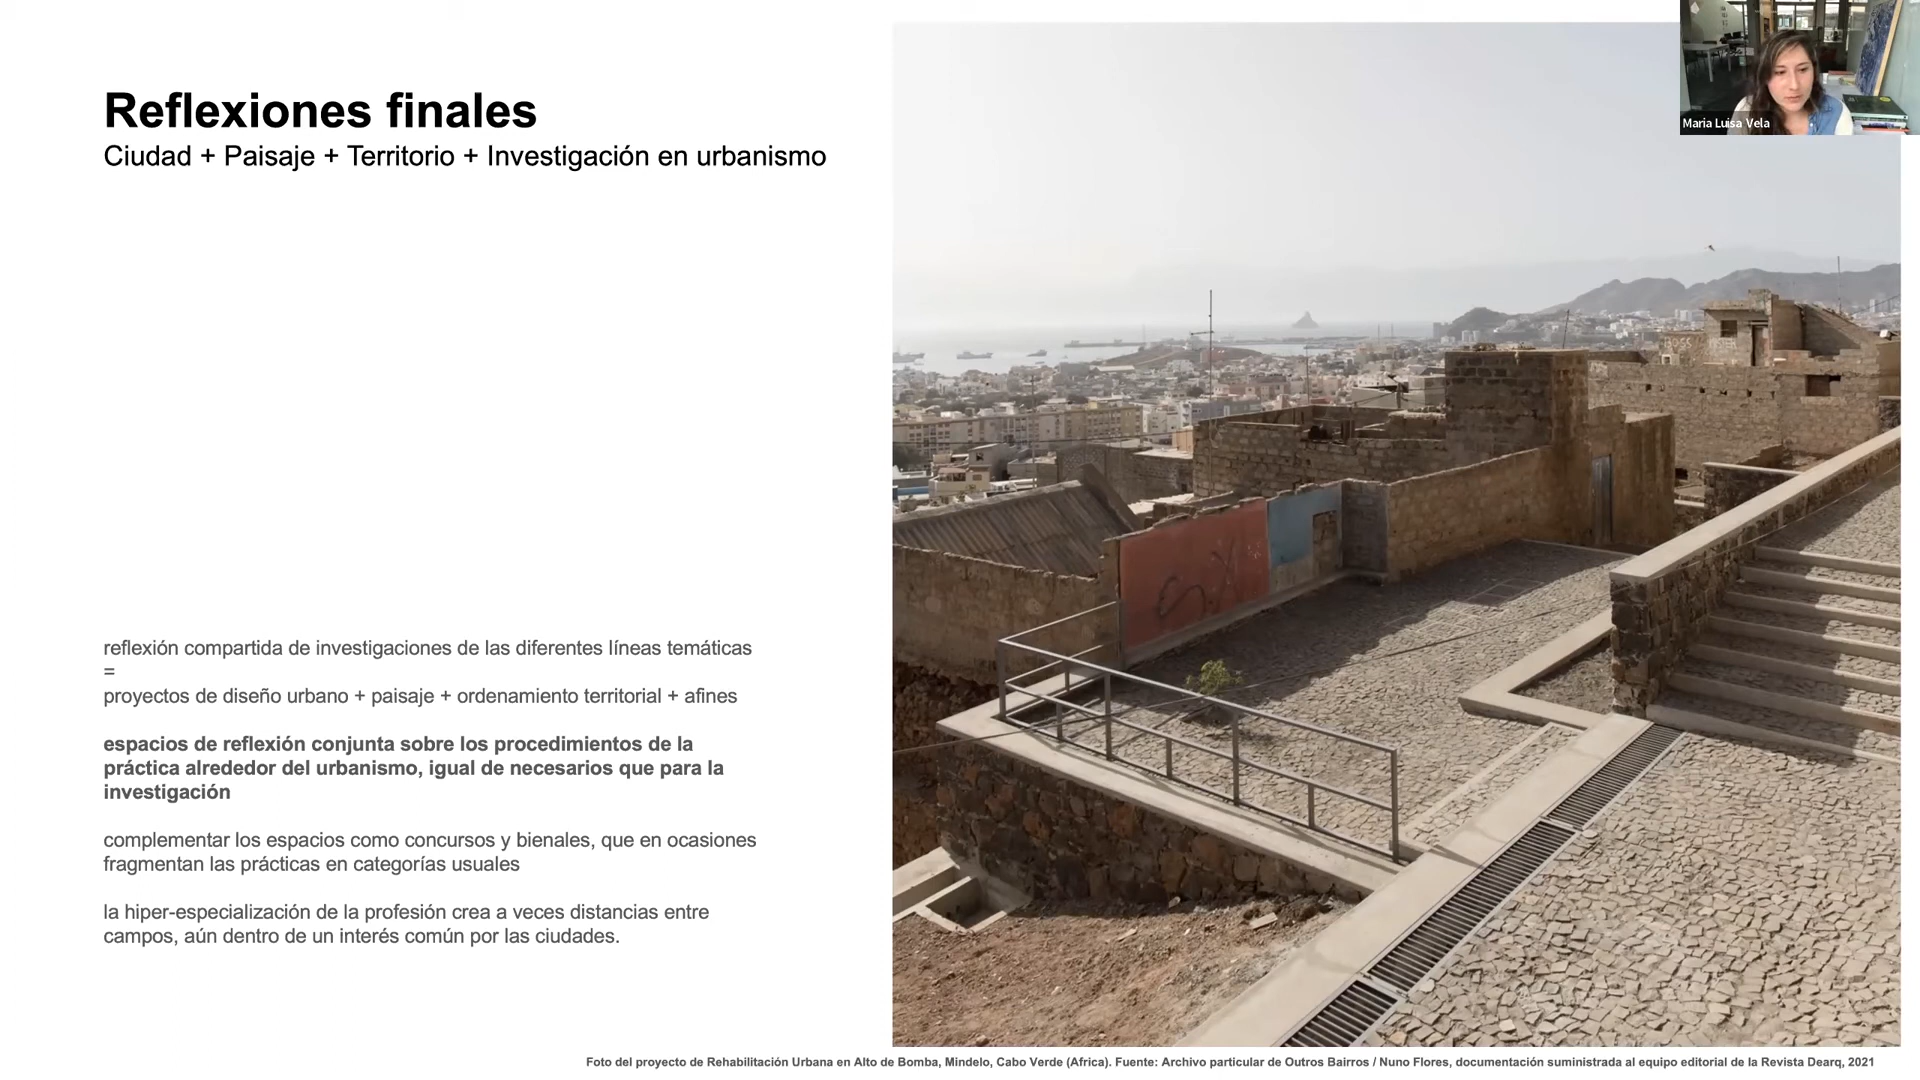 Reflexiones finales
Ciudad + Paisaje + Territorio + Investigación en urbanismo
Maria Luisa Vela
reflexión compartida de investigaciones de las diferentes líneas temáticas
=
proyectos de diseño urbano + paisaje + ordenamiento territorial + afines
espacios de reflexión conjunta sobre los procedimientos de la
práctica alrededor del urbanismo, igual de necesarios que para la
investigación
complementar los espacios como concursos y bienales, que en ocasiones
fragmentan las prácticas en categorías usuales
la hiper-especialización de la profesión crea a veces distancias entre
campos, aún dentro de un interés común por las ciudades.
Foto del proyecto de Rehabilitación Urbana en Alto de Bomba, Mindelo, Cabo Verde (Africa). Fuente: Archivo particular de Outros Bairros / Nuno Flores, documentación suministrada al equipo editorial de la Revista Dearq, 2021